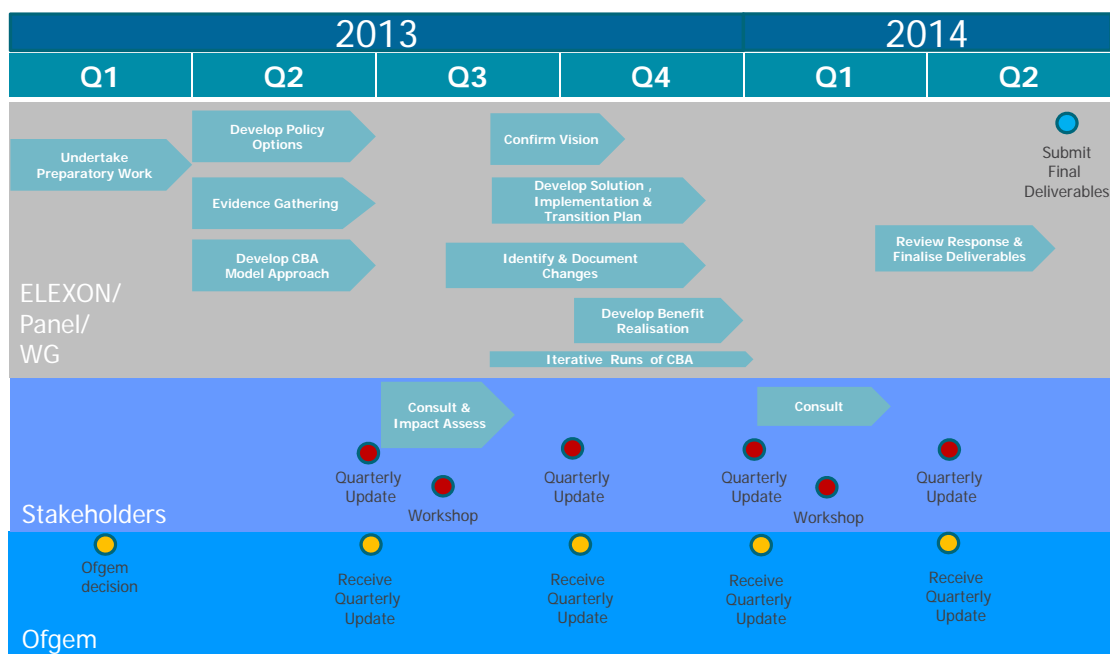 2013
2014
Q1
Q2
Q3
Q4
Q1
Q2
Undertake
Preparatory Work
Develop Policy
Options
Evidence Gathering
Develop CBA
Model Approach
Confirm Vision
Develop Solution ,
Implementation &
Transition Plan
Identify & Document
Changes
Develop Benefit
Realisation
Iterative Runs of CBA
Review Response &
Finalise Deliverables
Submit
Final
Deliverables
ELEXON/
Panel/
WG
Consult &
Impact Assess
Consult
Quarterly
Update
Workshop
Quarterly
Update
Quarterly
Update
Workshop
Quarterly
Update
Stakeholders
Ofgem
decision
Receive
Quarterly
Update
Receive
Quarterly
Update
Receive
Quarterly
Update
Receive
Quarterly
Update
Ofgem